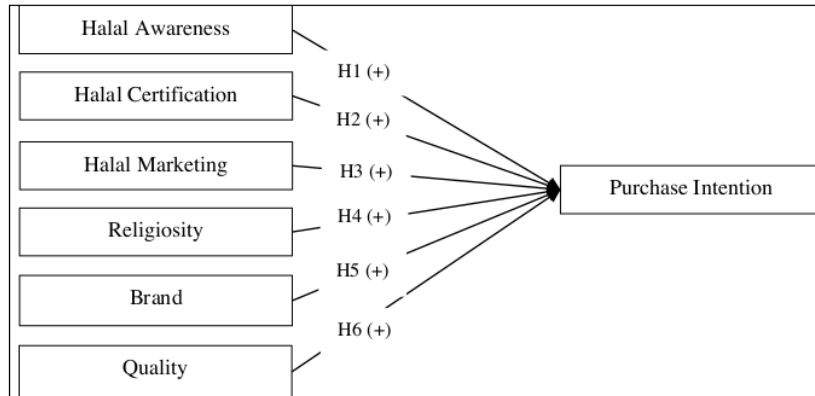 Halal Awareness
H1 (+)
Halal Certification
H2 (+)
Halal Marketing
H3 (+)
Purchase Intention
Religiosity
H4 (+)
Brand
H5 (+)
Quality
H6 (+)